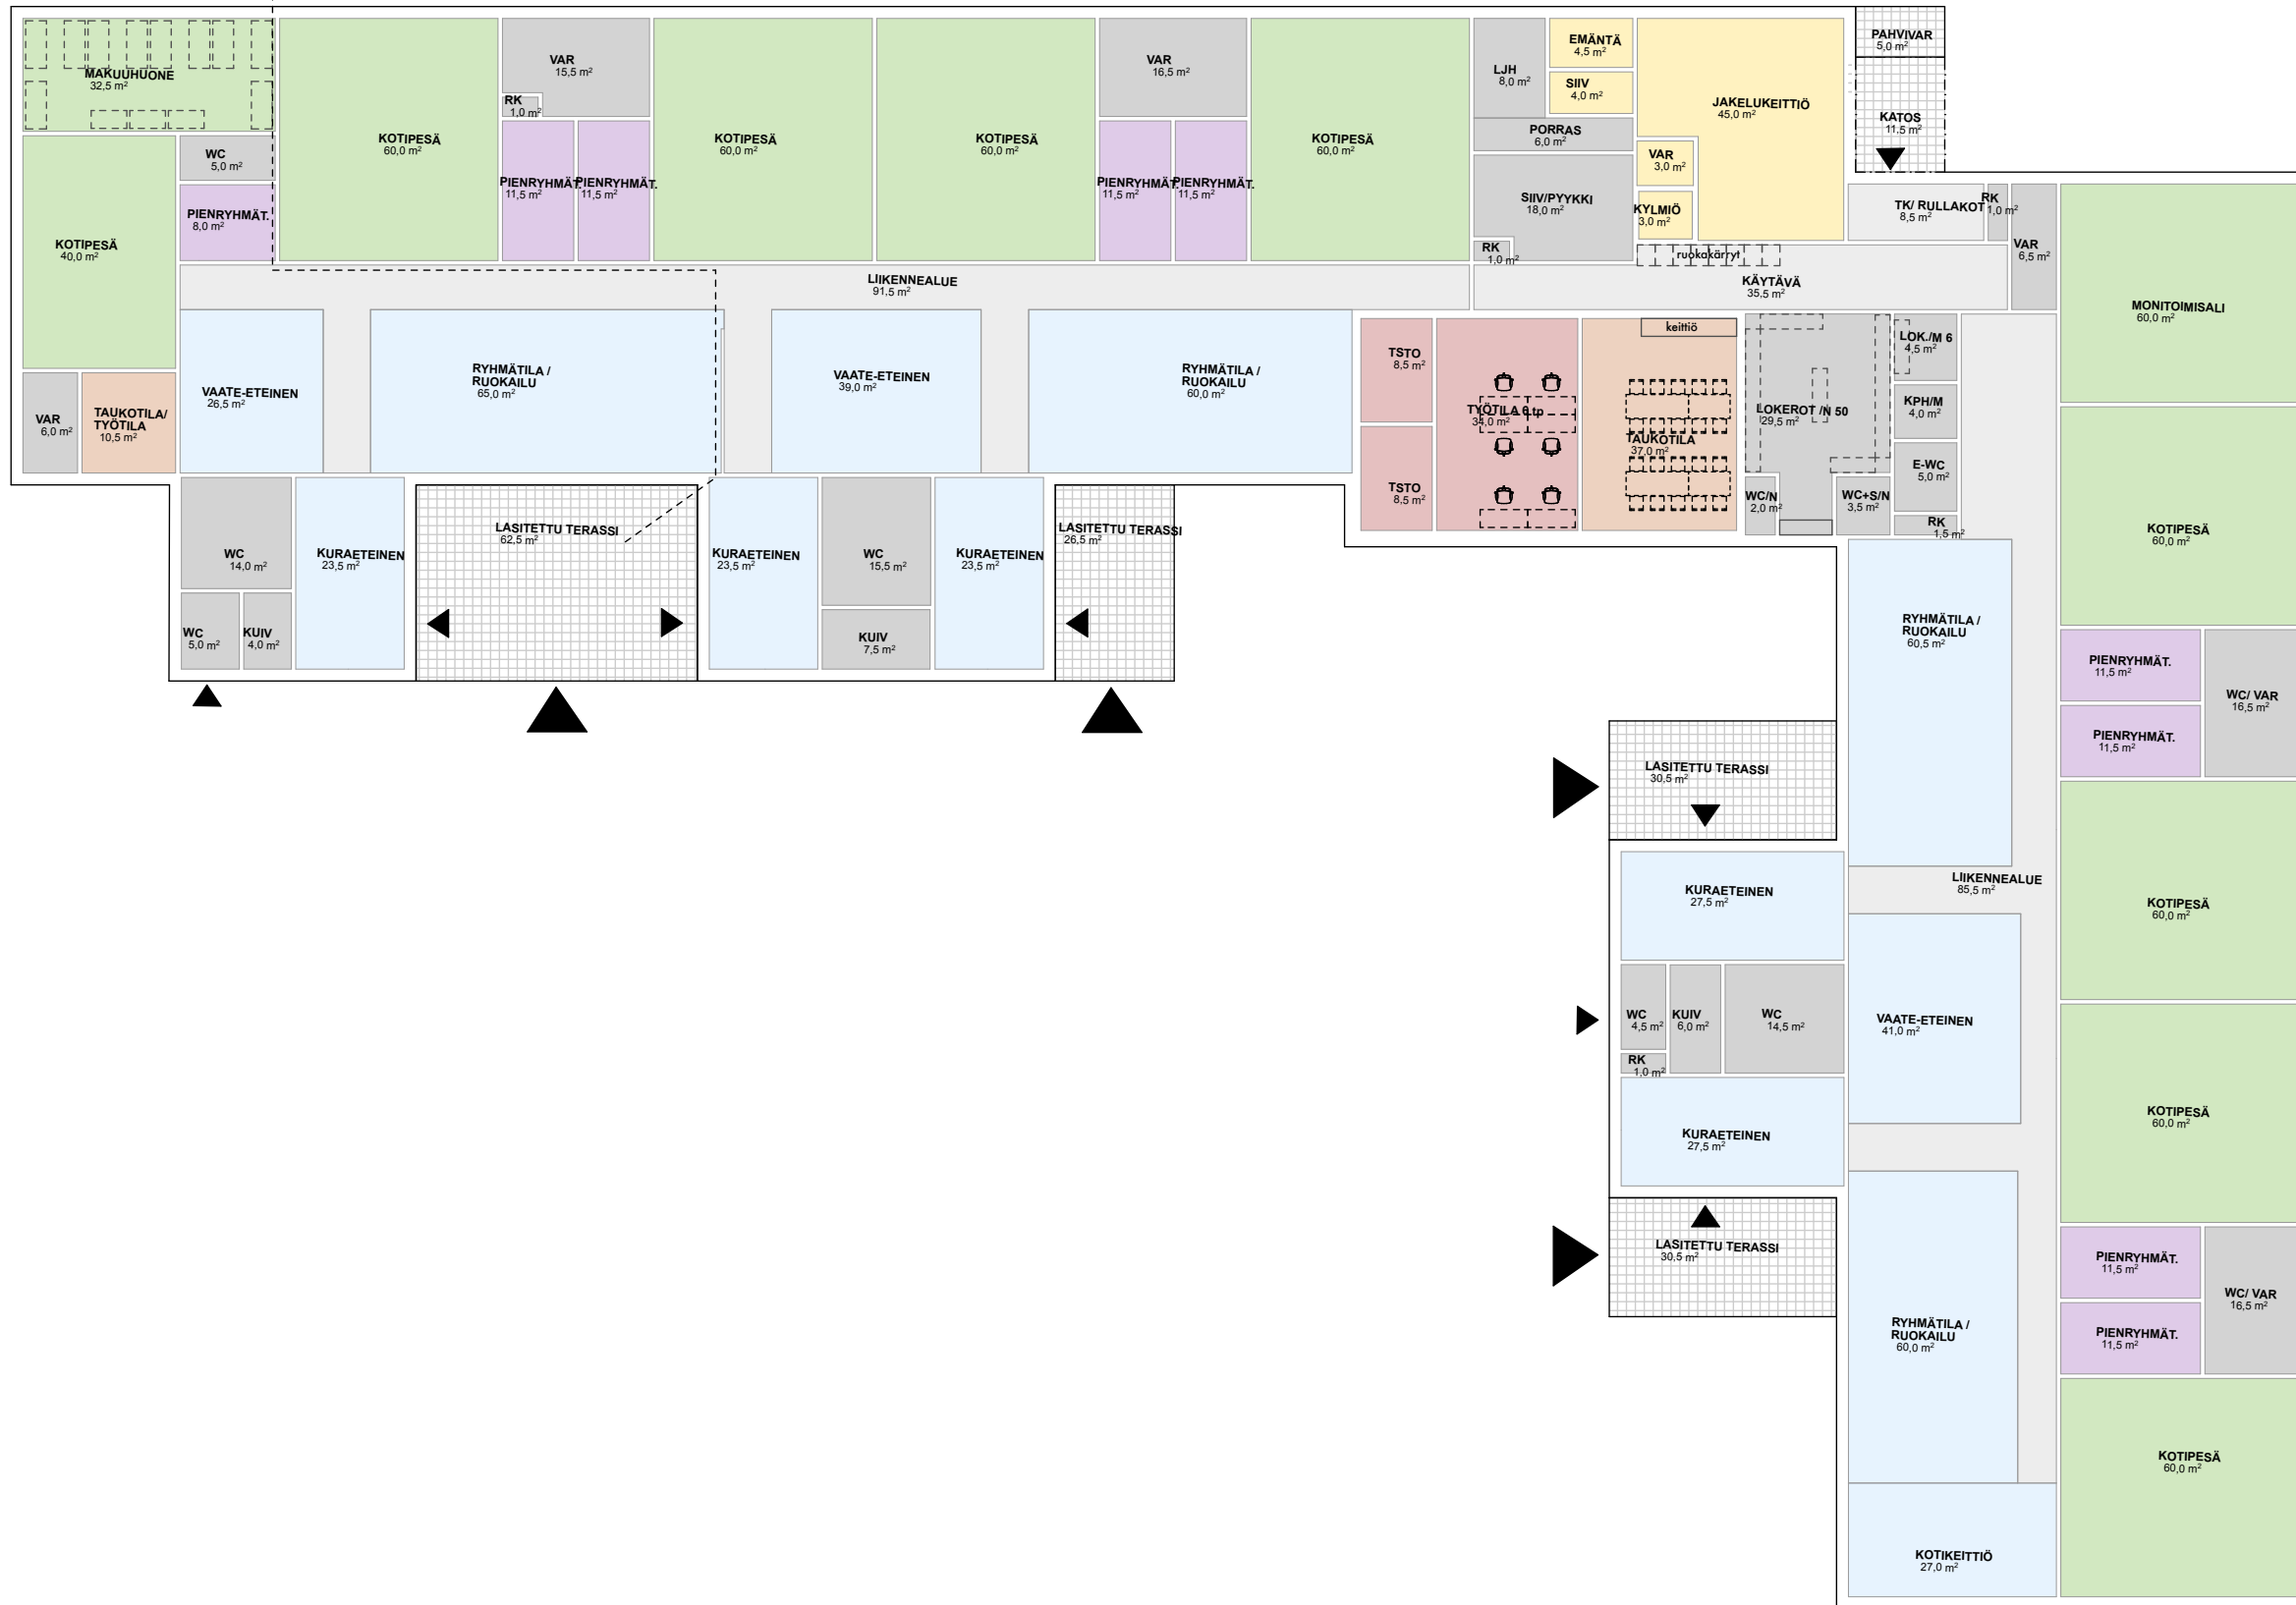 MAKUUHUONE
32,5 m²
KOTIPESÄ
60,0 m²
VAR
15,5 m²
RK
1,0 m²
PIENRYHMÄT.
11,5 m²
PIENRYHMÄT.
11,5 m²
KOTIPESÄ
60,0 m²
KOTIPESÄ
60,0 m²
VAR
16,5 m²
PIENRYHMÄT.
11,5 m²
PIENRYHMÄT.
11,5 m²
KOTIPESÄ
60,0 m²
LJH
8,0 m²
EMÄNTÄ
4,5 m²
SIIV
4,0 m²
PORRAS
6,0 m²
SIIV/PYYKKI
18,0 m²
RK
1,0 m²
JAKELUKEITTIÖ
45,0 m²
VAR
3,0 m²
KYLMIÖ
3,0 m²
ruokakärryt
PAHVIVAR
5,0 m²
KATOS
11,5 m²
TK/ RULLAKOT
8,5 m²
RK
1,0 m²
VAR
6,5 m²
MONITOIMISALI
60,0 m²
WC
5,0 m²
PIENRYHMÄT.
8,0 m²
KOTIPESÄ
40,0 m²
LIIKENNEALUE
91,5 m²
KÄYTÄVÄ
35,5 m²
VAR
6,0 m²
TAUKOTILA/
TYÖTILA
10,5 m²
VAATE-ETEINEN
26,5 m²
RYHMÄTILA /
RUOKAILU
65,0 m²
VAATE-ETEINEN
39,0 m²
RYHMÄTILA /
RUOKAILU
60,0 m²
TSTO
8,5 m²
TSTO
8,5 m²
TYÖTILA 6 tp
34,0 m²
keittiö
TAUKOTILA
37,0 m²
LOKEROT /N 50
29,5 m²
LOK./M 6
4,5 m²
KPH/M
4,0 m²
E-WC
5,0 m²
WC/N
2,0 m²
WC+S/N
3,5 m²
RK
1,5 m²
WC
14,0 m²
WC
5,0 m²
KUIV
4,0 m²
KURAETEINEN
23,5 m²
LASITETTU TERASSI
62,5 m²
KURAETEINEN
23,5 m²
WC
15,5 m²
KUIV
7,5 m²
KURAETEINEN
23,5 m²
LASITETTU TERASSI
26,5 m²
KOTIPESÄ
60,0 m²
RYHMÄTILA /
RUOKAILU
60,5 m²
PIENRYHMÄT.
11,5 m²
PIENRYHMÄT.
11,5 m²
WC/ VAR
16,5 m²
LASITETTU TERASSI
30,5 m²
KURAETEINEN
27,5 m²
LIIKENNEALUE
85,5 m²
KOTIPESÄ
60,0 m²
WC
4,5 m²
KUIV
6,0 m²
WC
14,5 m²
RK
1,0 m²
VAATE-ETEINEN
41,0 m²
KOTIPESÄ
60,0 m²
KURAETEINEN
27,5 m²
LASITETTU TERASSI
30,5 m²
PIENRYHMÄT.
11,5 m²
PIENRYHMÄT.
11,5 m²
WC/ VAR
16,5 m²
RYHMÄTILA /
RUOKAILU
60,0 m²
KOTIPESÄ
60,0 m²
KOTIKEITTIÖ
27,0 m²